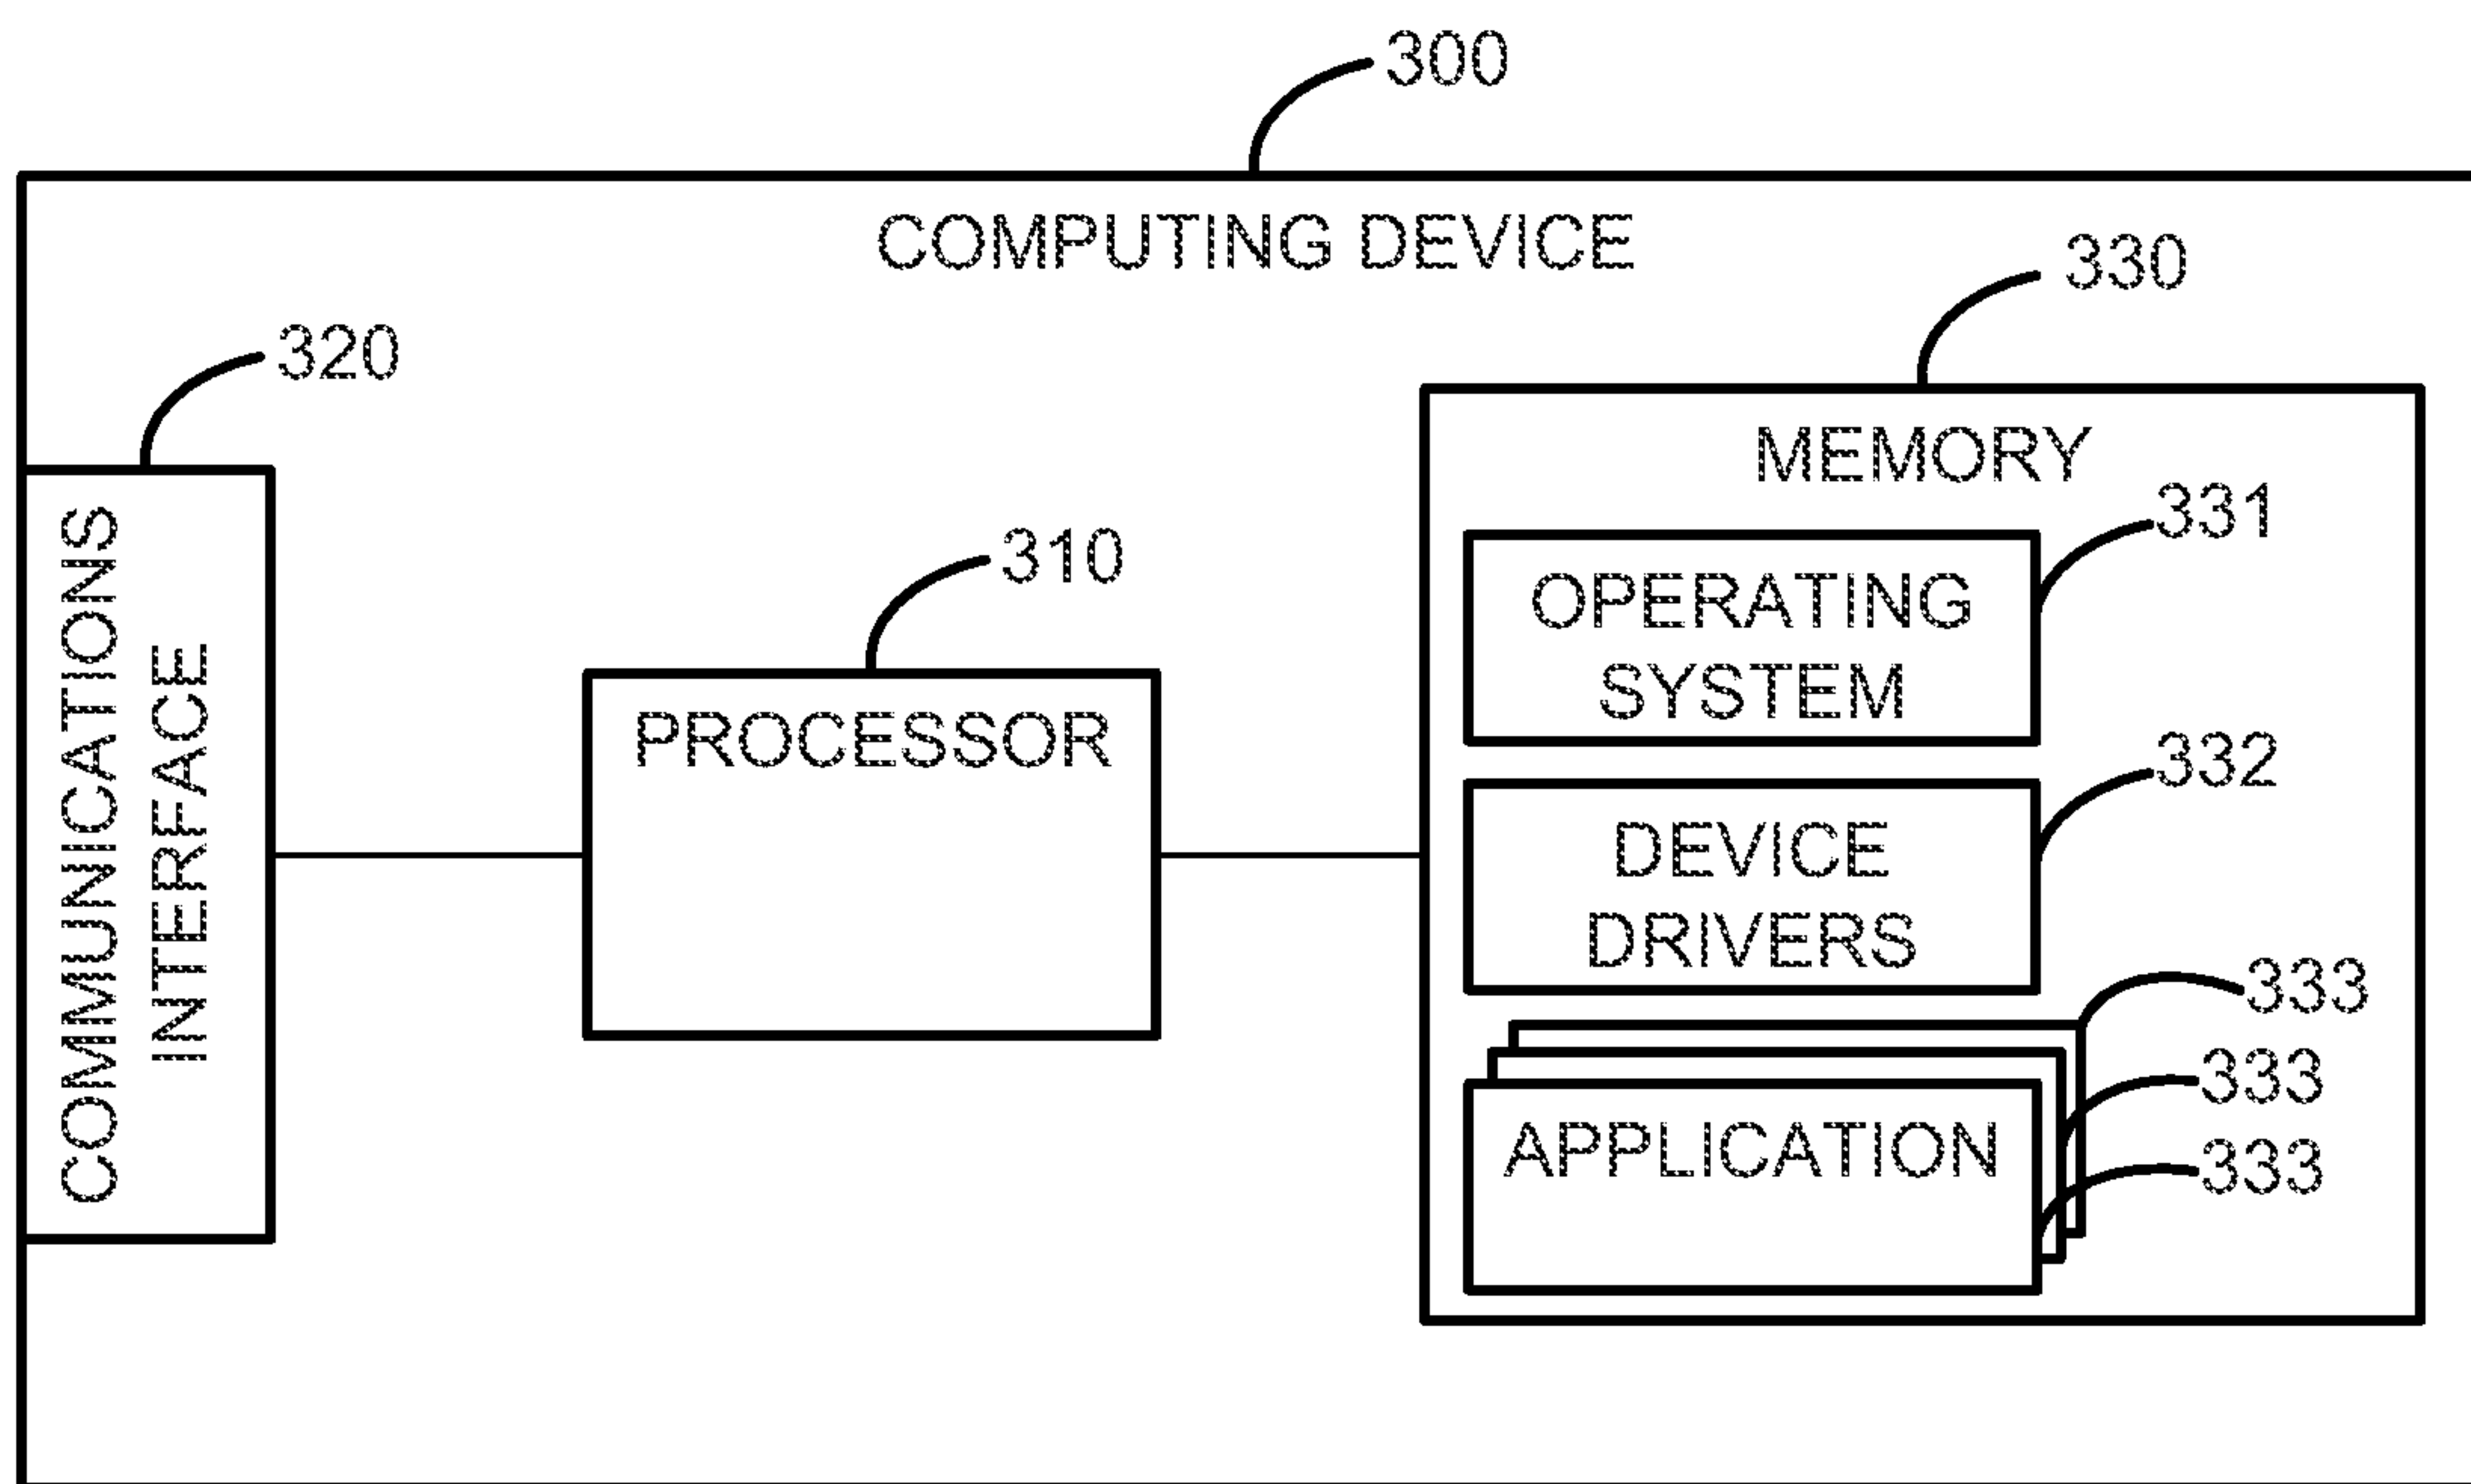 300
COMPUTING DEVICE
330
320
MEMORY
331
310
OPERATING
SYSTEM
COMMUNICATIONS
INTERFACE
PROCESSOR
332
DEVICE
DRIVERS
333
333
APPLICATION
333